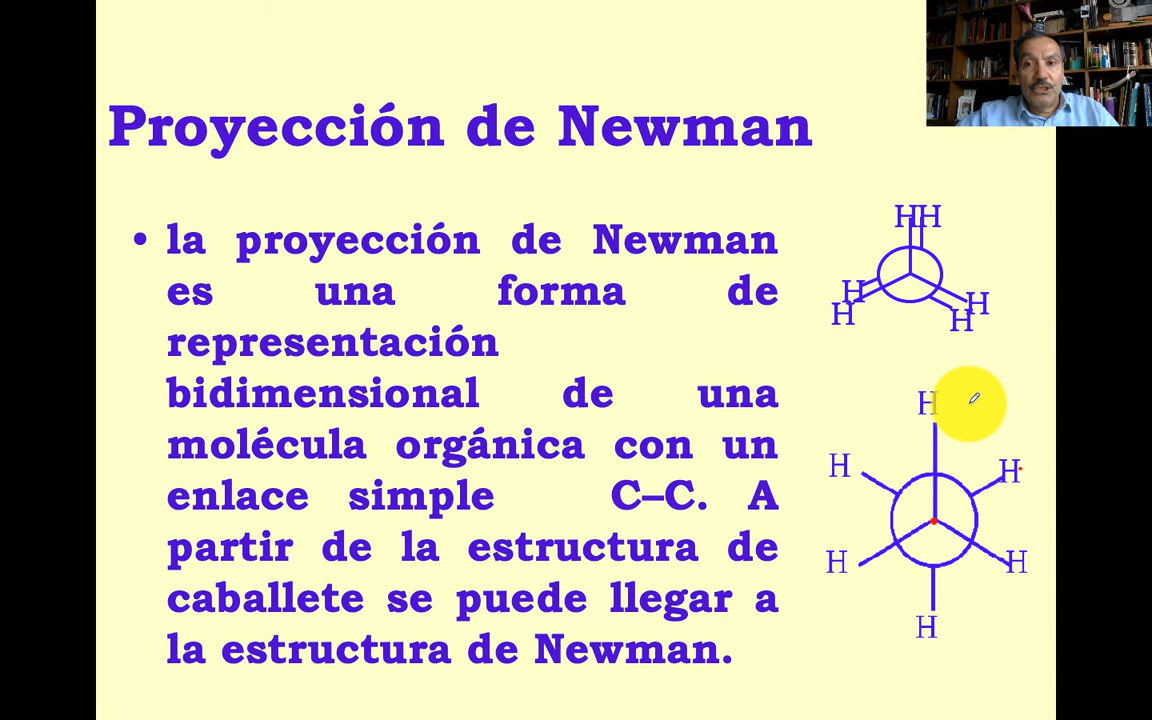 Proyección de Newman
• la proyección de Newman
es una forma de
representación
bidimensional de una
molécula orgánica con un
enlace simple C–C. A
partir de la estructura de
caballete se puede llegar a
la estructura de Newman.
HH
H H
H H
H
H H
H H
H